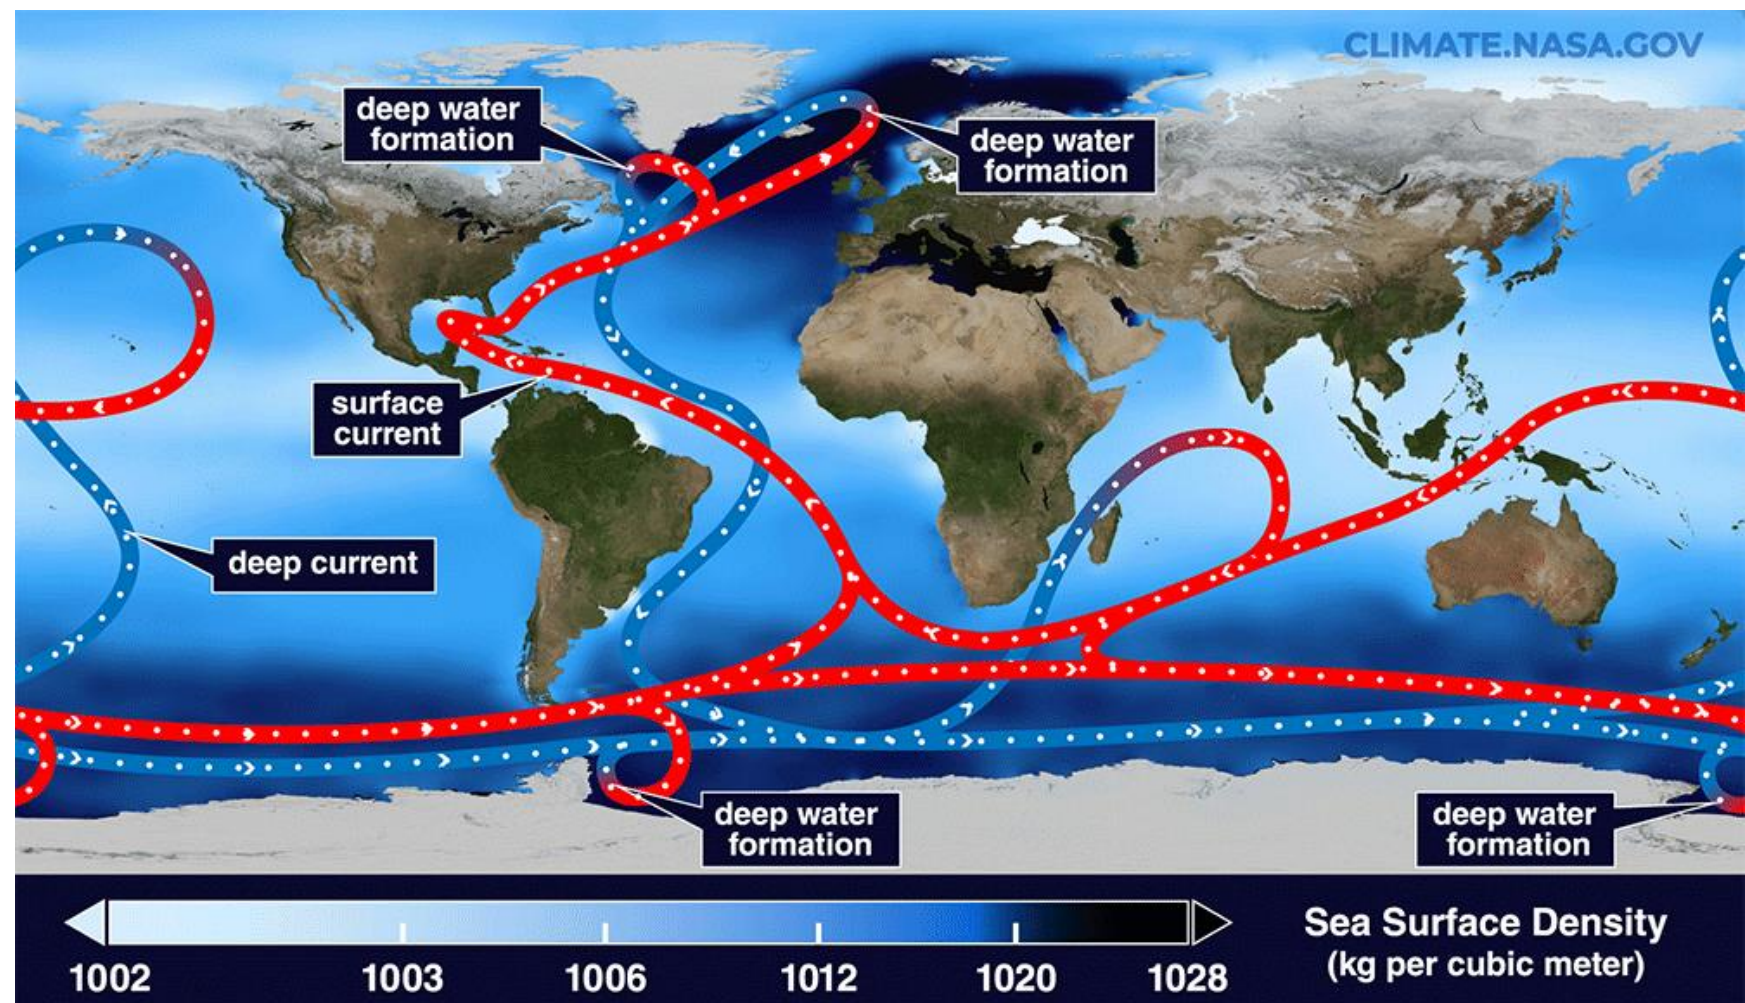 CLIMATE.NASA.GOV
deep water
formation
deep water
formation
surface
current
deep current
deep water
formation
deep water
formation
1002
1003
1006
1012
1020
1028
Sea Surface Density
(kg per cubic meter)